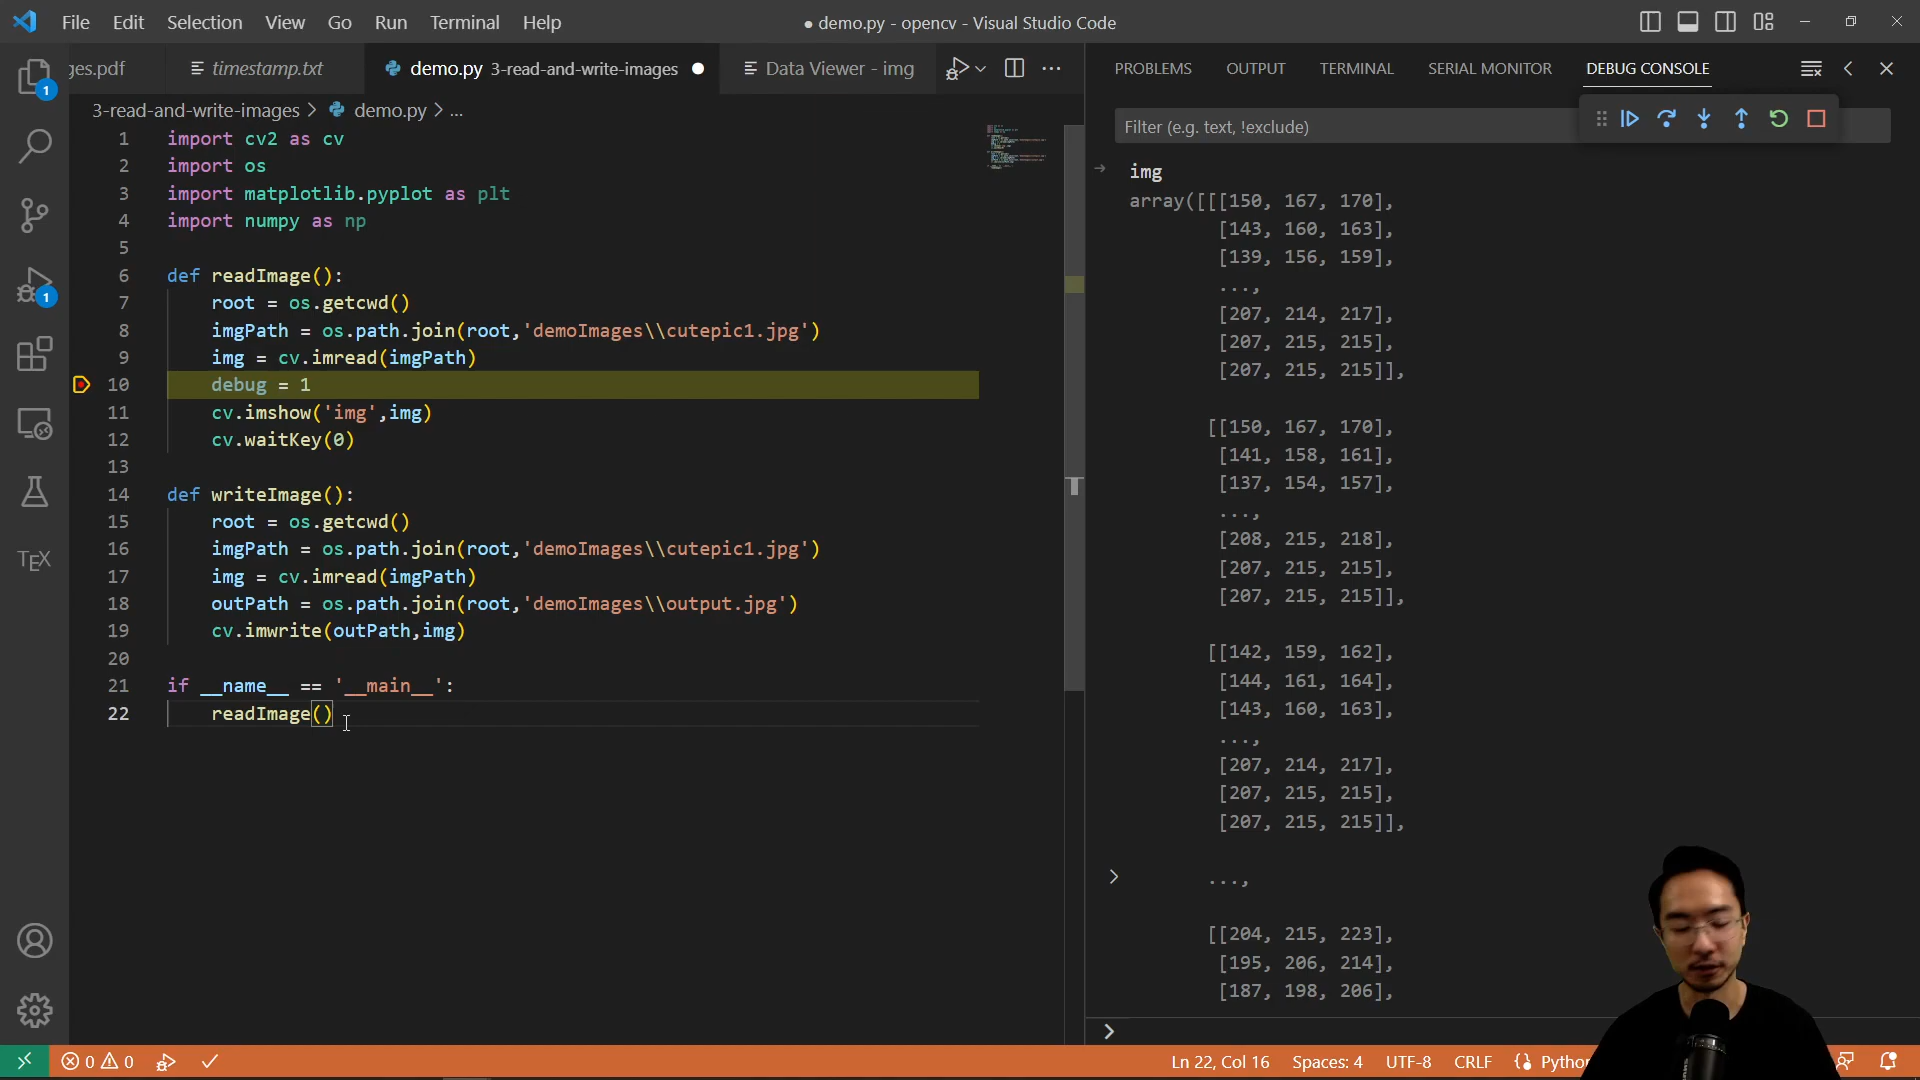 File Edit Selection View Go Run Terminal Help
● demo.py - opencv - Visual Studio Code
ges.pdf
timestamp.txt
demo.py 3-read-and-write-images
Data Viewer - img
3-read-and-write-images > demo.py > ...
1 import cv2 as cv
2 import os
3 import matplotlib.pyplot as plt
4 import numpy as np
5
6 def readImage():
7 root = os.getcwd()
8 imgPath = os.path.join(root,'demoImages\\cutepic1.jpg')
9 img = cv.imread(imgPath)
10 debug = 1
11 cv.imshow('img',img)
12 cv.waitKey(0)
13
14 def writeImage():
15 root = os.getcwd()
16 imgPath = os.path.join(root,'demoImages\\cutepic1.jpg')
17 img = cv.imread(imgPath)
18 outPath = os.path.join(root,'demoImages\\output.jpg')
19 cv.imwrite(outPath,img)
20
21 if __name__ == '__main__':
22 readImage()
1
1
TEX
PROBLEMS OUTPUT TERMINAL SERIAL MONITOR DEBUG CONSOLE
Filter (e.g. text, !exclude)
img
array([[[150, 167, 170],
[143, 160, 163],
[139, 156, 159],
...,
[207, 214, 217],
[207, 215, 215],
[207, 215, 215]],
[[150, 167, 170],
[141, 158, 161],
[137, 154, 157],
...,
[208, 215, 218],
[207, 215, 215],
[207, 215, 215]],
[[142, 159, 162],
[144, 161, 164],
[143, 160, 163],
...,
[207, 214, 217],
[207, 215, 215],
[207, 215, 215]],
...,
[[204, 215, 223],
[195, 206, 214],
[187, 198, 206],
0 0
Ln 22, Col 16 Spaces: 4 UTF-8 CRLF {} Python